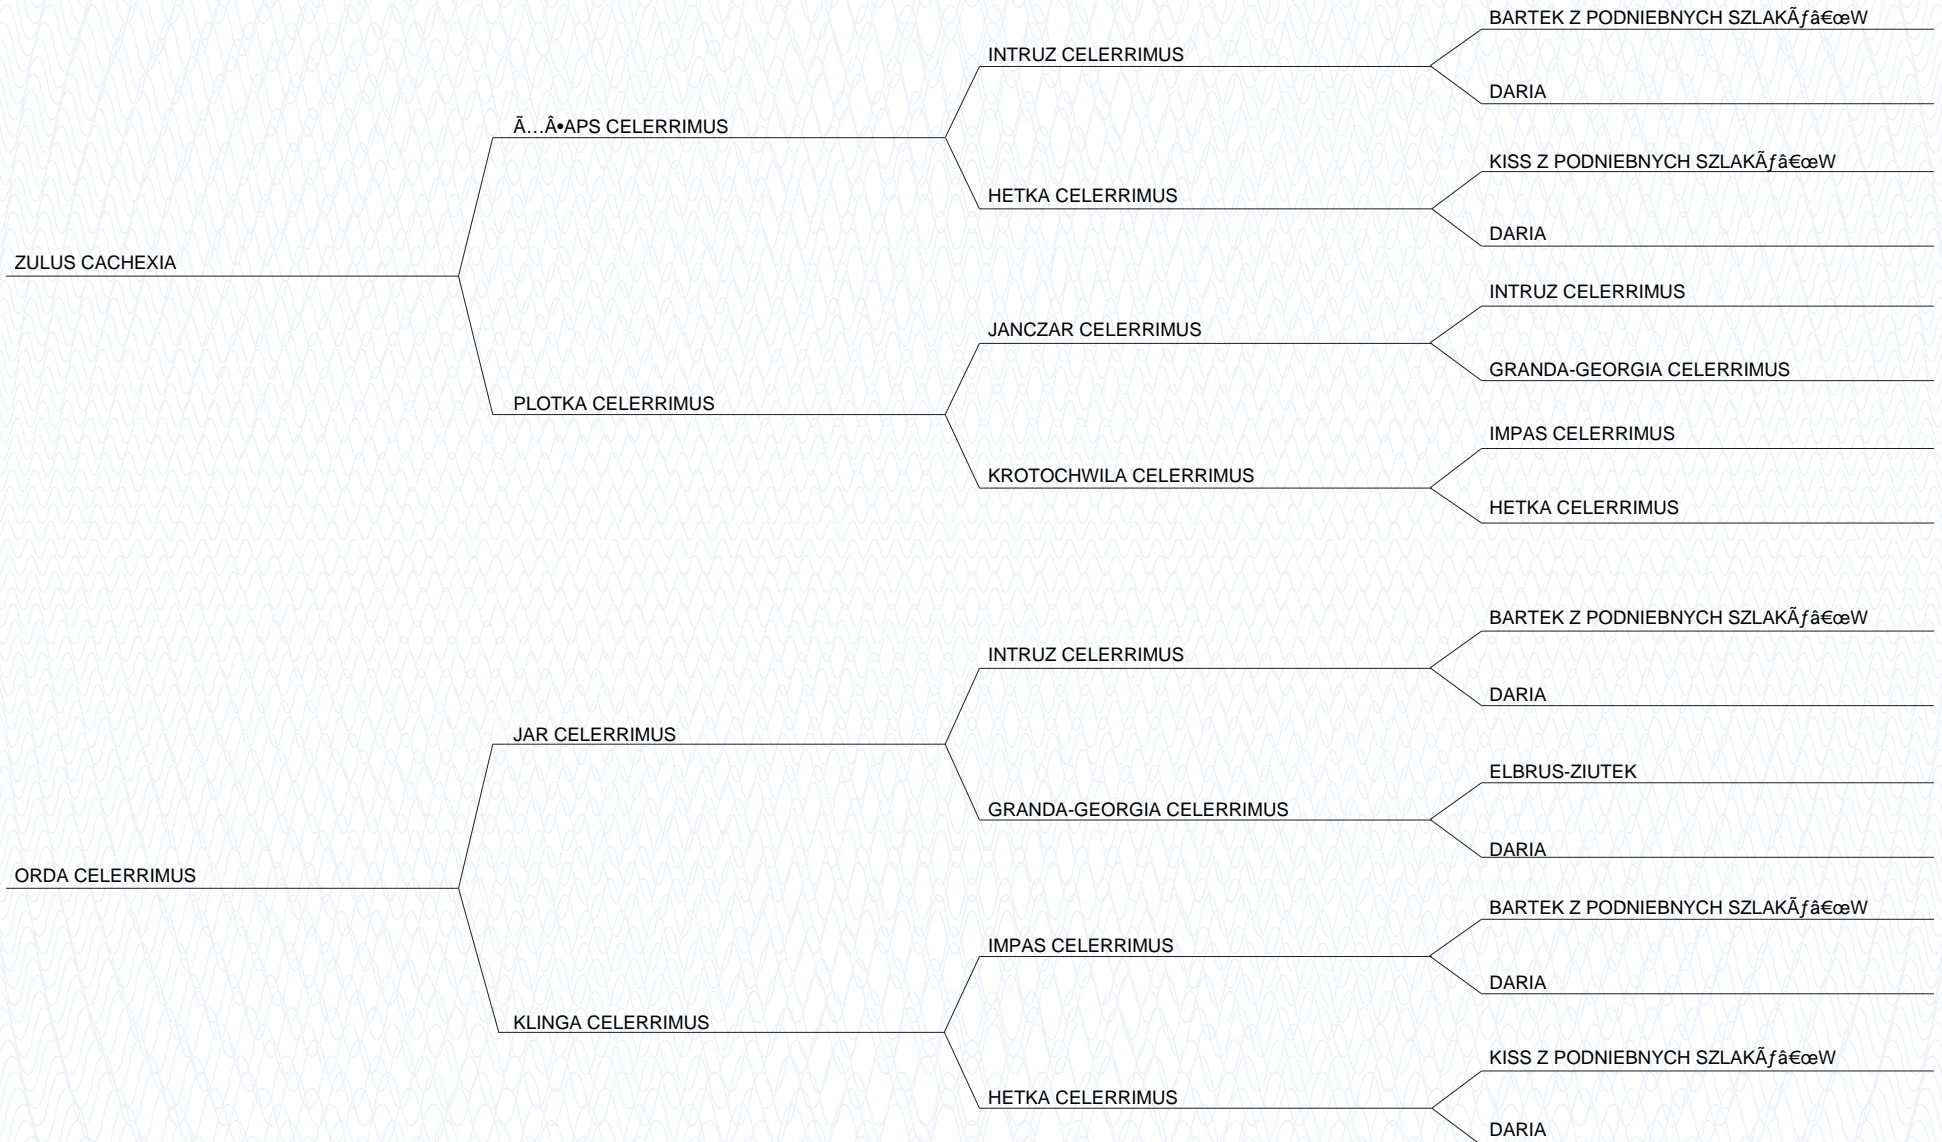 BARTEK Z PODNIEBNYCH SZLAKÃƒâ€œW
INTRUZ CELERRIMUS
DARIA
Ã…Â•APS CELERRIMUS
KISS Z PODNIEBNYCH SZLAKÃƒâ€œW
HETKA CELERRIMUS
DARIA
ZULUS CACHEXIA
INTRUZ CELERRIMUS
JANCZAR CELERRIMUS
GRANDA-GEORGIA CELERRIMUS
PLOTKA CELERRIMUS
IMPAS CELERRIMUS
KROTOCHWILA CELERRIMUS
HETKA CELERRIMUS
BARTEK Z PODNIEBNYCH SZLAKÃƒâ€œW
INTRUZ CELERRIMUS
DARIA
JAR CELERRIMUS
ELBRUS-ZIUTEK
GRANDA-GEORGIA CELERRIMUS
DARIA
ORDA CELERRIMUS
BARTEK Z PODNIEBNYCH SZLAKÃƒâ€œW
IMPAS CELERRIMUS
DARIA
KLINGA CELERRIMUS
KISS Z PODNIEBNYCH SZLAKÃƒâ€œW
HETKA CELERRIMUS
DARIA